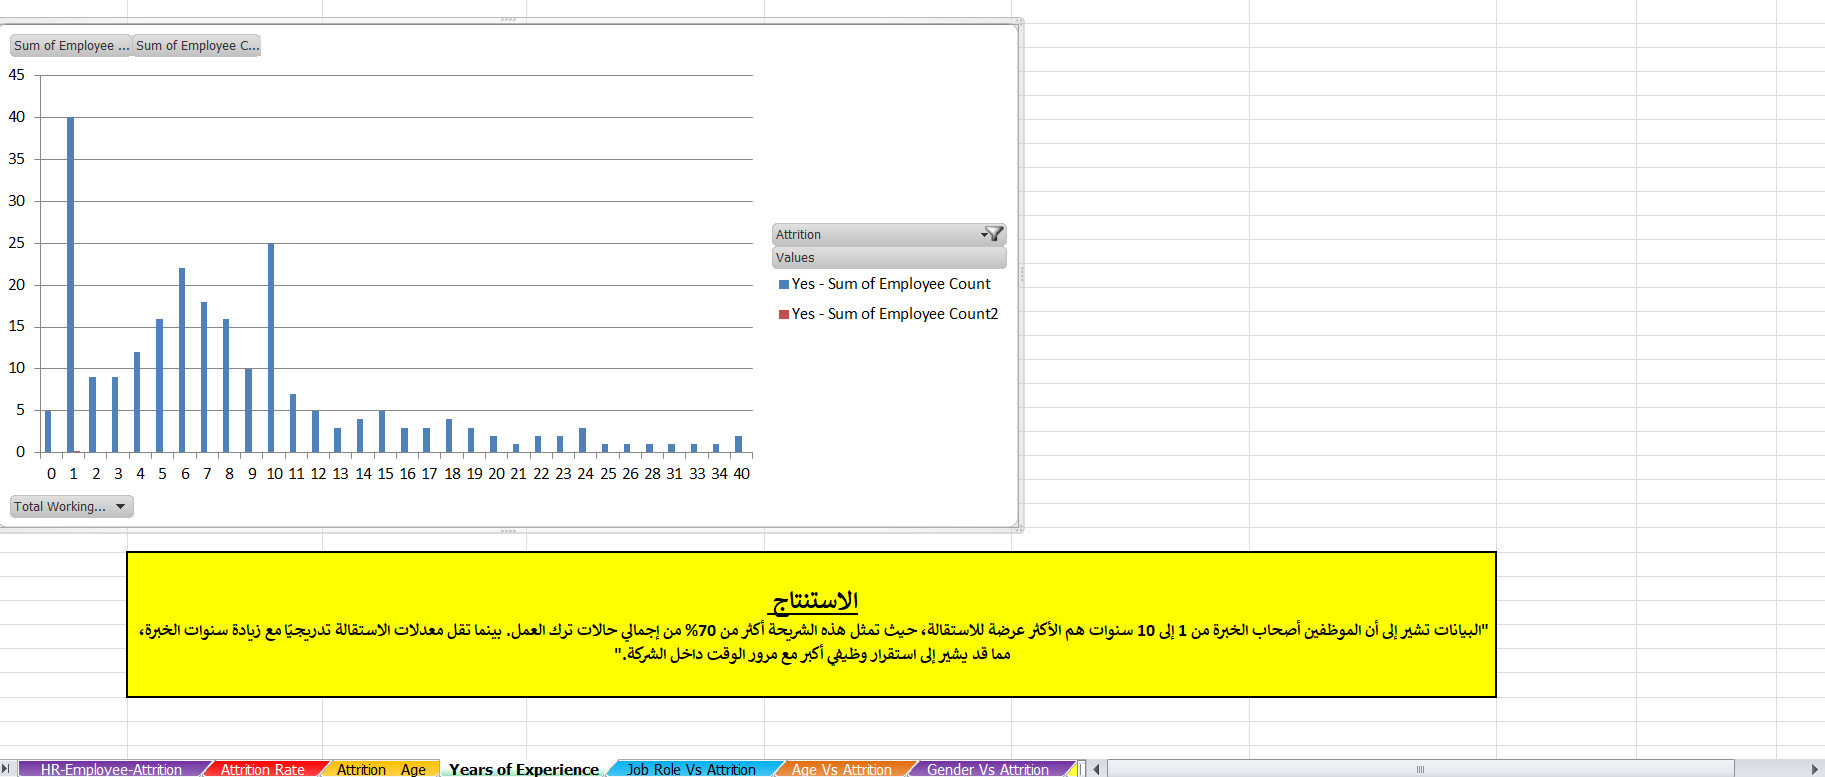 Sum of Employee ... Sum of Employee C...
45
40
35
30
25
20
15
10
5
0
0 1 2 3 4 5 6 7 8 9 10 11 12 13 14 15 16 17 18 19 20 21 22 23 24 25 26 28 31 33 34 40
Total Working...
Attrition
Values
Yes - Sum of Employee Count
Yes - Sum of Employee Count2
الاستنتاج
"البيانات تشير إلى أن الموظفين أصحاب الخبرة من 1 إلى 10 سنوات هم الأكثر عرضة للاستقالة، حيث تمثل هذه الشريحة أكثر من 70% من إجمالي حالات ترك العمل. بينما تقل معدلات الاستقالة تدريجيًا مع زيادة سنوات الخبرة،
مما قد يشير إلى استقرار وظيفي أكبر مع مرور الوقت داخل الشركة."
HR-Employee-Attrition Attrition Rate Attrition Age Years of Experience Job Role Vs Attrition Age Vs Attrition Gender Vs Attrition